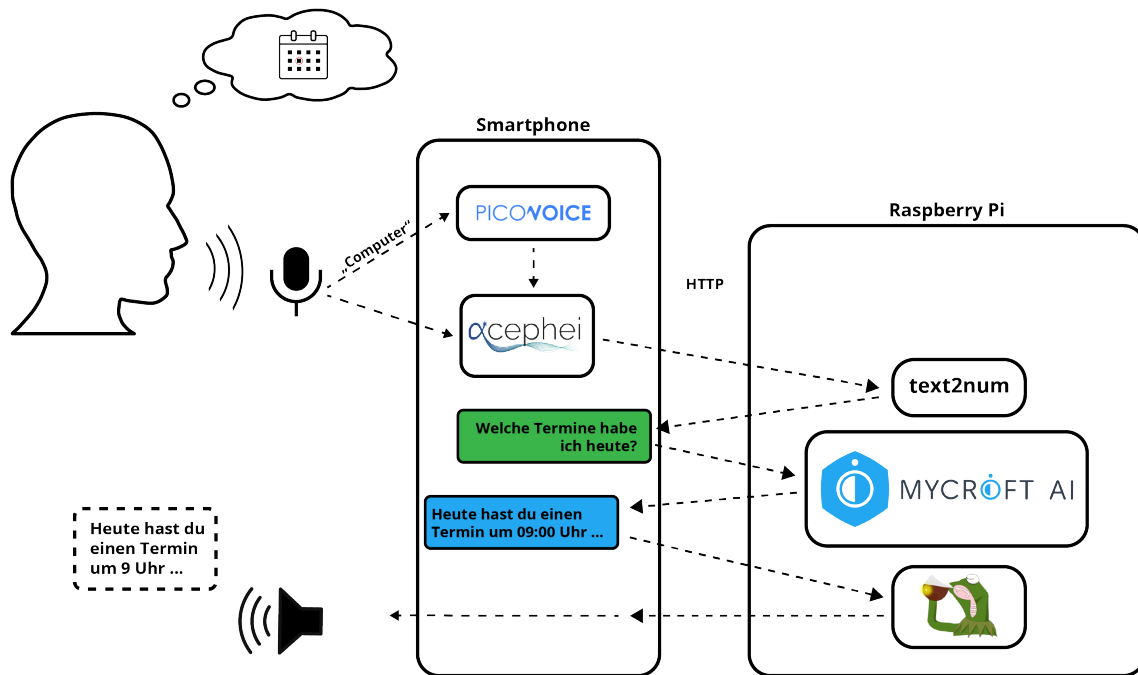 Smartphone
PICOVOICE
„Computer“
Raspberry Pi
HTTP
αcephei
text2num
Welche Termine habe
ich heute?
MYCROFT AI
Heute hast du einen
Termin um 09:00 Uhr ...
Heute hast du
einen Termin
um 9 Uhr ...